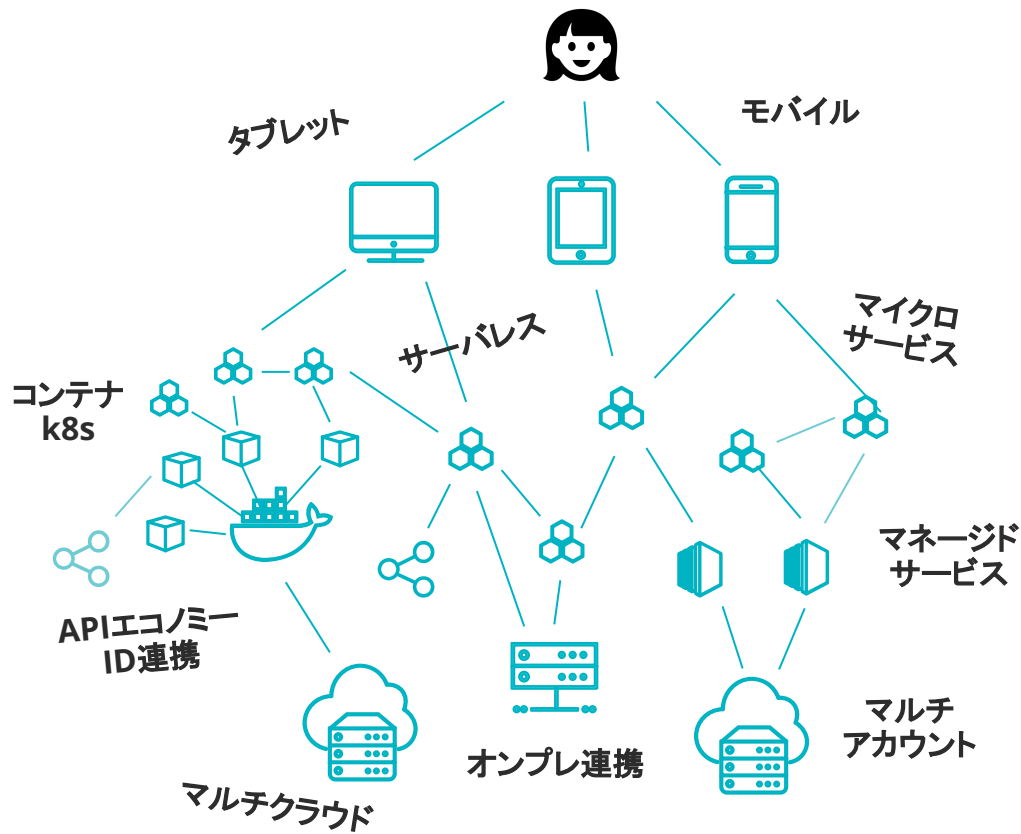 タブレット
モバイル
マイクロ
サービス
サーバレス
コンテナ
k8s
マネージド
サービス
APIエコノミー
ID連携
マルチ
アカウント
オンプレ連携
マルチクラウド